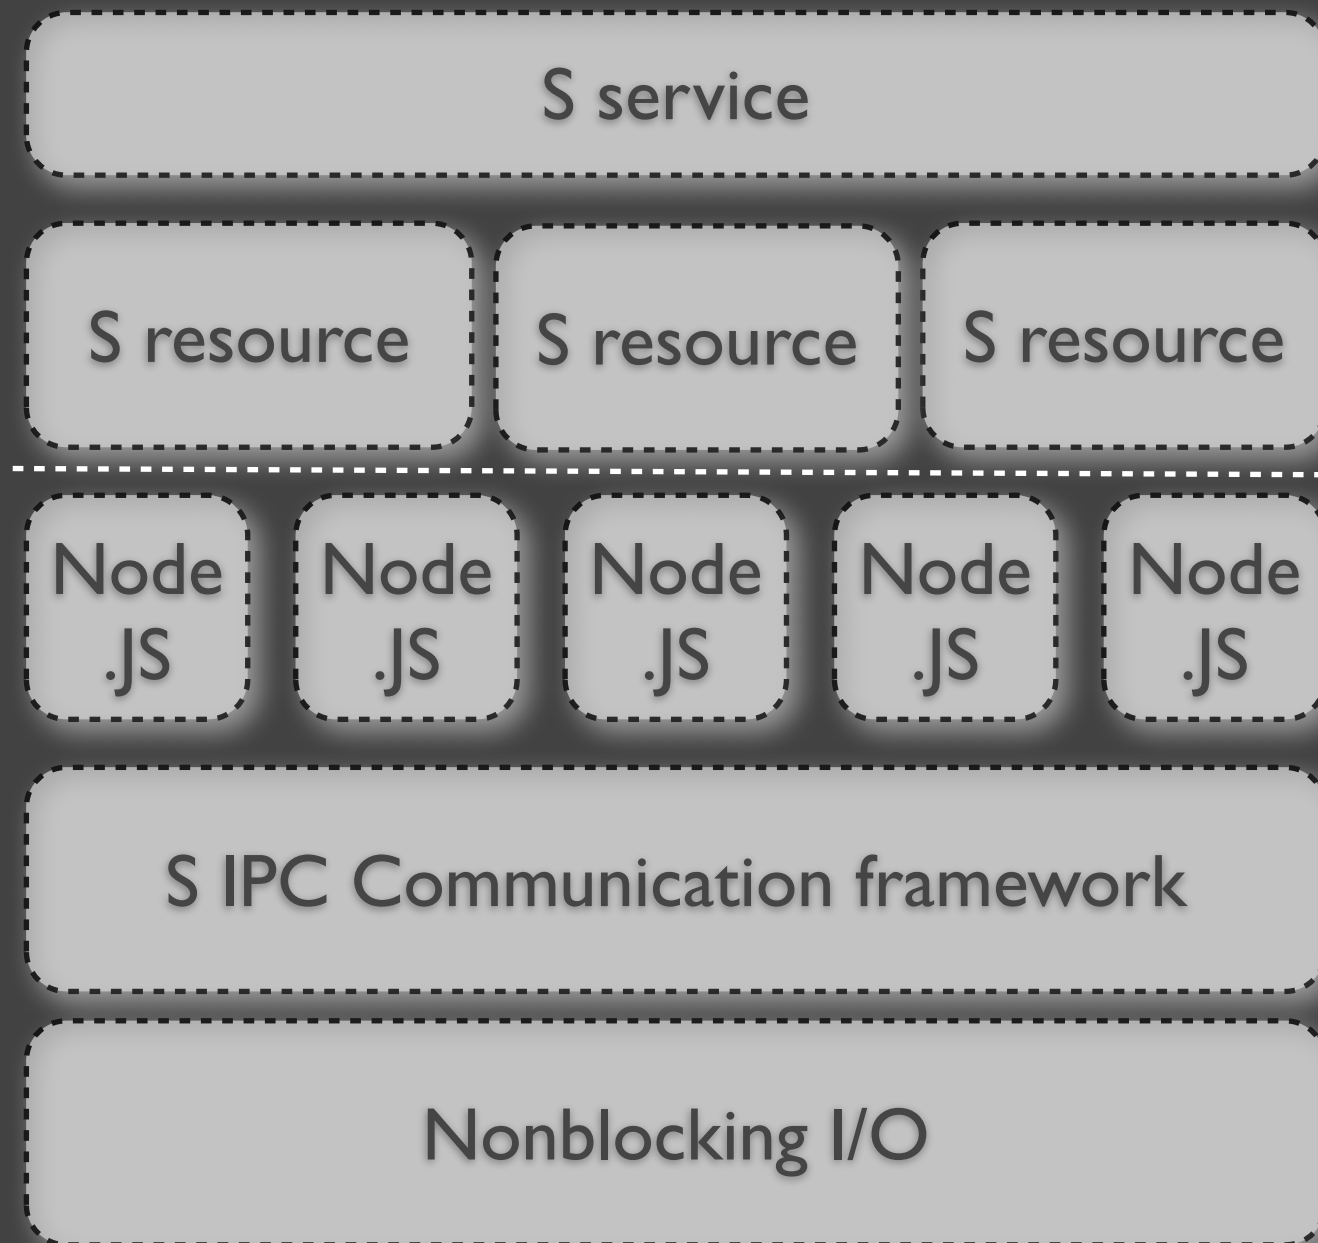 S service
S resource
S resource
S resource
Node
.JS
Node
.JS
Node
.JS
Node
.JS
Node
.JS
S IPC Communication framework
Nonblocking I/O